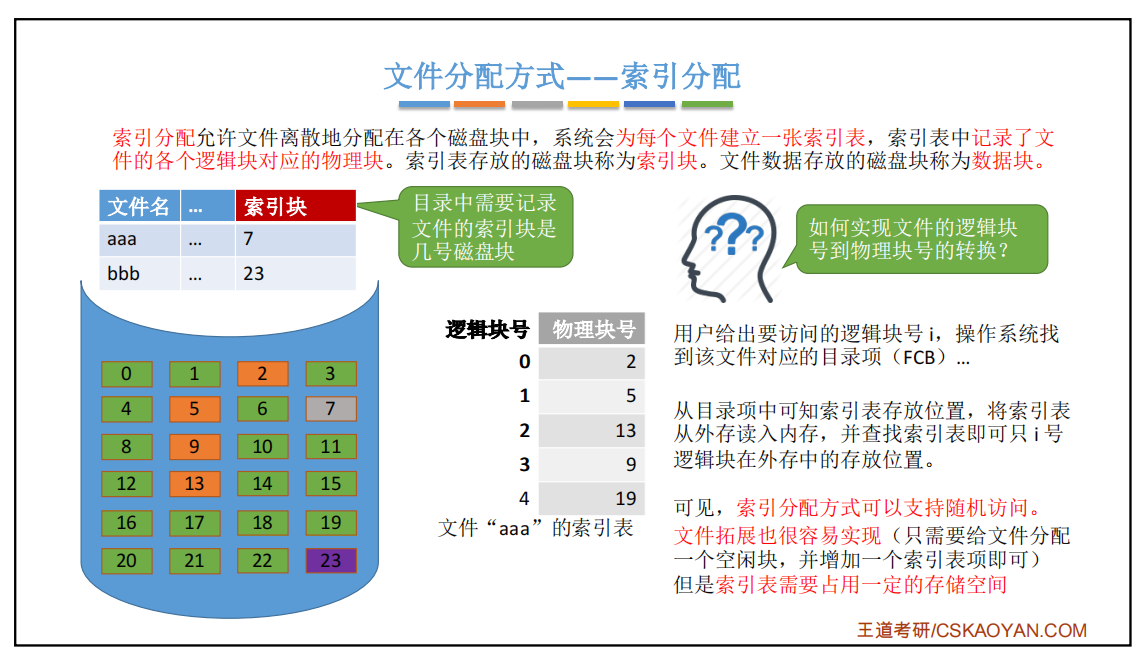 文件分配方式——索引分配
索引分配允许文件离散地分配在各个磁盘块中，系统会为每个文件建立一张索引表，索引表中记录了文
件的各个逻辑块对应的物理块。索引表存放的磁盘块称为索引块。文件数据存放的磁盘块称为数据块。
文件名 … 索引块
aaa … 7
bbb … 23
目录中需要记录
文件的索引块是
几号磁盘块
0 1 2 3
4 5 6 7
8 9 10 11
12 13 14 15
16 17 18 19
20 21 22 23
逻辑块号 物理块号
0 2
1 5
2 13
3 9
4 19
文件“aaa”的索引表
???
如何实现文件的逻辑块
号到物理块号的转换？
用户给出要访问的逻辑块号 i，操作系统找
到该文件对应的目录项（FCB）…
从目录项中可知索引表存放位置，将索引表
从外存读入内存，并查找索引表即可只 i 号
逻辑块在外存中的存放位置。
可见，索引分配方式可以支持随机访问。
文件拓展也很容易实现（只需要给文件分配
一个空闲块，并增加一个索引表项即可）
但是索引表需要占用一定的存储空间
王道考研/CSKAOYAN.COM